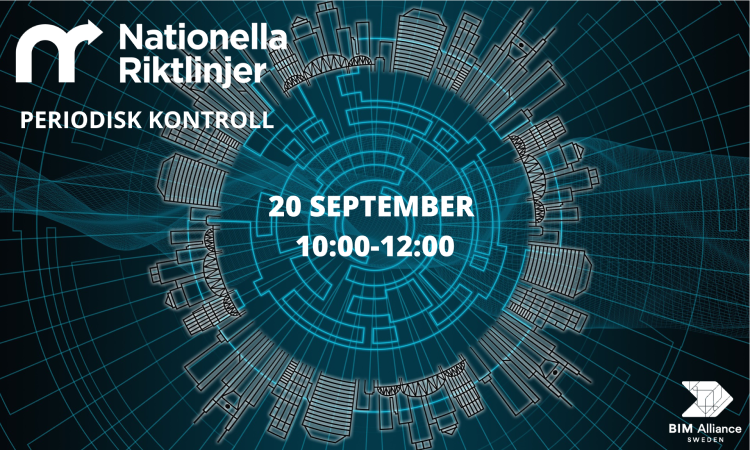 Nationella
Riktlinjer
PERIODISK KONTROLL
20 SEPTEMBER
10:00-12:00
BIM Alliance
SWEDEN